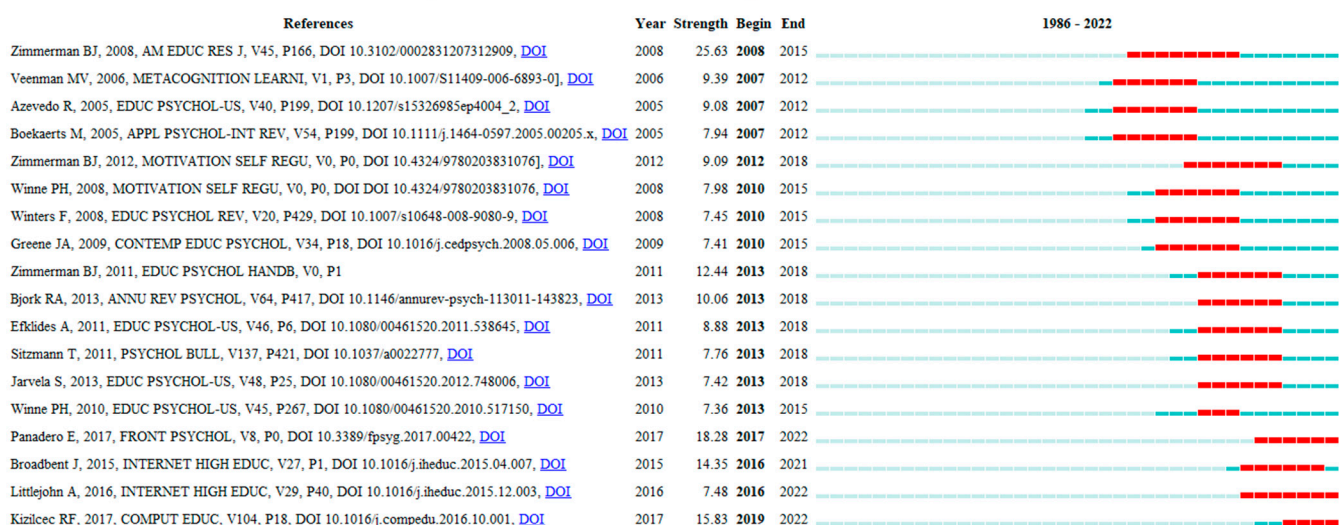 References Year Strength Begin End 1986 - 2022
Zimmerman BJ, 2008, AM EDUC RES J, V45, P166, DOI 10.3102/0002831207312909, DOI 2008 25.63 2008 2015
Veenman MV, 2006, METACOGNITION LEARNI, V1, P3, DOI 10.1007/S11409-006-6893-0], DOI 2006 9.39 2007 2012
Azevedo R, 2005, EDUC PSYCHOL-US, V40, P199, DOI 10.1207/s15326985ep4004_2, DOI 2005 9.08 2007 2012
Boekaerts M, 2005, APPL PSYCHOL-INT REV, V54, P199, DOI 10.1111/j.1464-0597.2005.00205.x, DOI 2005 7.94 2007 2012
Zimmerman BJ, 2012, MOTIVATION SELF REGU, V0, P0, DOI 10.4324/9780203831076], DOI 2012 9.09 2012 2018
Winne PH, 2008, MOTIVATION SELF REGU, V0, P0, DOI DOI 10.4324/9780203831076, DOI 2008 7.98 2010 2015
Winters F, 2008, EDUC PSYCHOL REV, V20, P429, DOI 10.1007/s10648-008-9080-9, DOI 2008 7.45 2010 2015
Greene JA, 2009, CONTEMP EDUC PSYCHOL, V34, P18, DOI 10.1016/j.cedpsych.2008.05.006, DOI 2009 7.41 2010 2015
Zimmerman BJ, 2011, EDUC PSYCHOL HANDB, V0, P1 2011 12.44 2013 2018
Bjork RA, 2013, ANNU REV PSYCHOL, V64, P417, DOI 10.1146/annurev-psych-113011-143823, DOI 2013 10.06 2013 2018
Efklides A, 2011, EDUC PSYCHOL-US, V46, P6, DOI 10.1080/00461520.2011.538645, DOI 2011 8.88 2013 2018
Sitzmann T, 2011, PSYCHOL BULL, V137, P421, DOI 10.1037/a0022777, DOI 2011 7.76 2013 2018
Jarvela S, 2013, EDUC PSYCHOL-US, V48, P25, DOI 10.1080/00461520.2012.748006, DOI 2013 7.42 2013 2018
Winne PH, 2010, EDUC PSYCHOL-US, V45, P267, DOI 10.1080/00461520.2010.517150, DOI 2010 7.36 2013 2015
Panadero E, 2017, FRONT PSYCHOL, V8, P0, DOI 10.3389/fpsyg.2017.00422, DOI 2017 18.28 2017 2022
Broadbent J, 2015, INTERNET HIGH EDUC, V27, P1, DOI 10.1016/j.iheduc.2015.04.007, DOI 2015 14.35 2016 2021
Littlejohn A, 2016, INTERNET HIGH EDUC, V29, P40, DOI 10.1016/j.iheduc.2015.12.003, DOI 2016 7.48 2016 2022
Kizilcec RF, 2017, COMPUT EDUC, V104, P18, DOI 10.1016/j.compedu.2016.10.001, DOI 2017 15.83 2019 2022